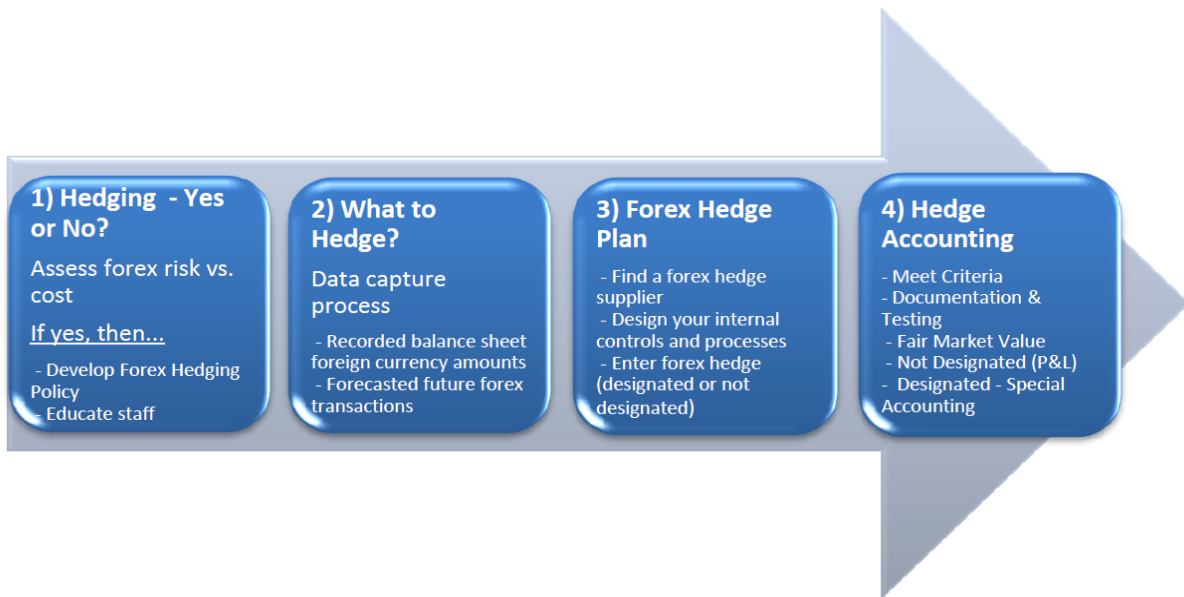 1) Hedging - Yes
or No?
Assess forex risk vs.
cost
If yes, then...
- Develop Forex Hedging
Policy
- Educate staff
2) What to
Hedge?
Data capture
process
- Recorded balance sheet
foreign currency amounts
- Forecasted future forex
transactions
3) Forex Hedge
Plan
- Find a forex hedge
supplier
- Design your internal
controls and processes
- Enter forex hedge
(designated or not
designated)
4) Hedge
Accounting
- Meet Criteria
- Documentation &
Testing
- Fair Market Value
- Not Designated (P&L)
- Designated - Special
Accounting